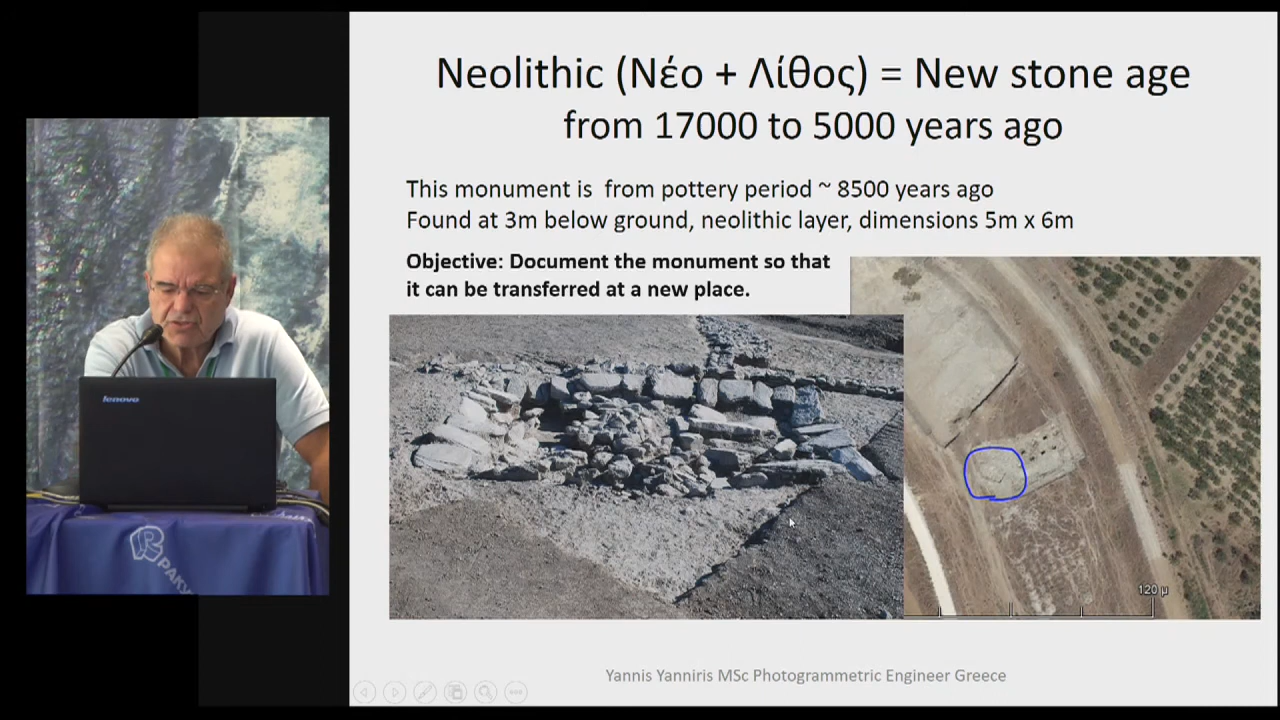 Neolithic (Νέο + Λίθος) = New stone age
from 17000 to 5000 years ago
This monument is from pottery period ~ 8500 years ago
Found at 3m below ground, neolithic layer, dimensions 5m x 6m
Objective: Document the monument so that
it can be transferred at a new place.
120 μ
lenovo
Yannis Yanniris MSc Photogrammetric Engineer Greece